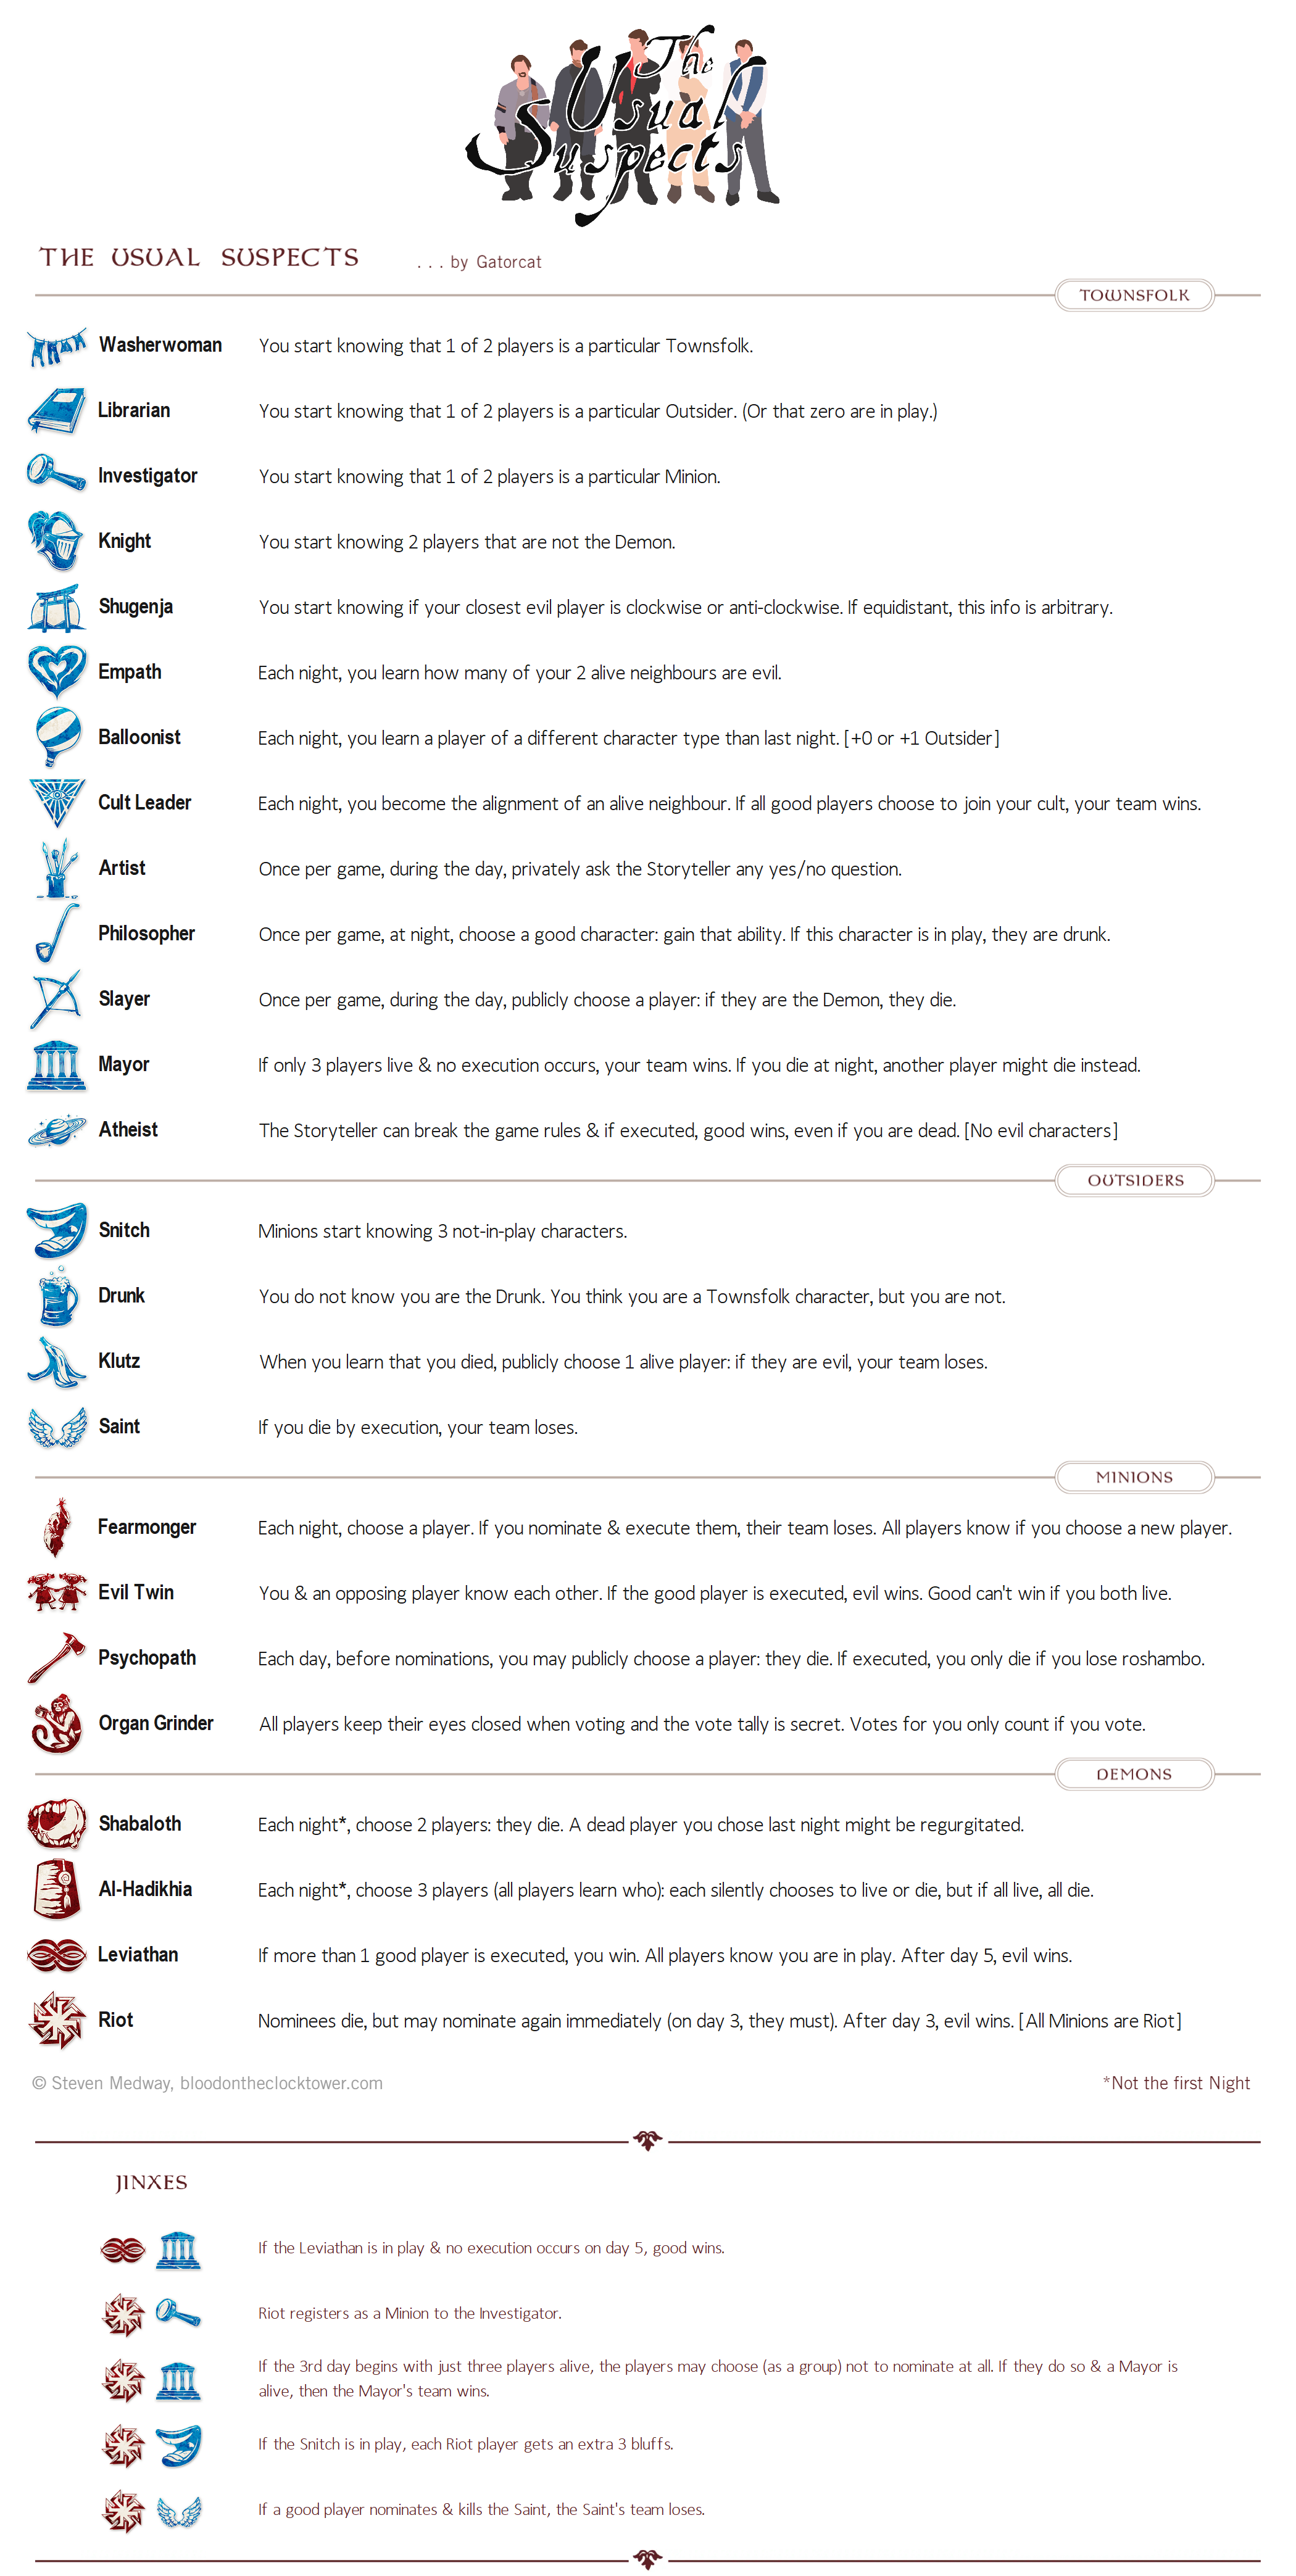 The
Usual
Suspects
THE USUAL SUSPECTS . . . by Gatorcat
TOWNSFOLK
Washerwoman You start knowing that 1 of 2 players is a particular Townsfolk.
Librarian You start knowing that 1 of 2 players is a particular Outsider. (Or that zero are in play.)
Investigator You start knowing that 1 of 2 players is a particular Minion.
Knight You start knowing 2 players that are not the Demon.
Shugenja You start knowing if your closest evil player is clockwise or anti-clockwise. If equidistant, this info is arbitrary.
Empath Each night, you learn how many of your 2 alive neighbours are evil.
Balloonist Each night, you learn a player of a different character type than last night. [+0 or +1 Outsider]
Cult Leader Each night, you become the alignment of an alive neighbour. If all good players choose to join your cult, your team wins.
Artist Once per game, during the day, privately ask the Storyteller any yes/no question.
Philosopher Once per game, at night, choose a good character: gain that ability. If this character is in play, they are drunk.
Slayer Once per game, during the day, publicly choose a player: if they are the Demon, they die.
Mayor If only 3 players live & no execution occurs, your team wins. If you die at night, another player might die instead.
Atheist The Storyteller can break the game rules & if executed, good wins, even if you are dead. [No evil characters]
OUTSIDERS
Snitch Minions start knowing 3 not-in-play characters.
Drunk You do not know you are the Drunk. You think you are a Townsfolk character, but you are not.
Klutz When you learn that you died, publicly choose 1 alive player: if they are evil, your team loses.
Saint If you die by execution, your team loses.
MINIONS
Fearmonger Each night, choose a player. If you nominate & execute them, their team loses. All players know if you choose a new player.
Evil Twin You & an opposing player know each other. If the good player is executed, evil wins. Good can't win if you both live.
Psychopath Each day, before nominations, you may publicly choose a player: they die. If executed, you only die if you lose roshambo.
Organ Grinder All players keep their eyes closed when voting and the vote tally is secret. Votes for you only count if you vote.
DEMONS
Shabaloth Each night*, choose 2 players: they die. A dead player you chose last night might be regurgitated.
Al-Hadikhia Each night*, choose 3 players (all players learn who): each silently chooses to live or die, but if all live, all die.
Leviathan If more than 1 good player is executed, you win. All players know you are in play. After day 5, evil wins.
Riot Nominees die, but may nominate again immediately (on day 3, they must). After day 3, evil wins. [All Minions are Riot]
© Steven Medway, bloodontheclocktower.com *Not the first Night
JINXES
If the Leviathan is in play & no execution occurs on day 5, good wins.
Riot registers as a Minion to the Investigator.
If the 3rd day begins with just three players alive, the players may choose (as a group) not to nominate at all. If they do so & a Mayor is
alive, then the Mayor's team wins.
If the Snitch is in play, each Riot player gets an extra 3 bluffs.
If a good player nominates & kills the Saint, the Saint's team loses.